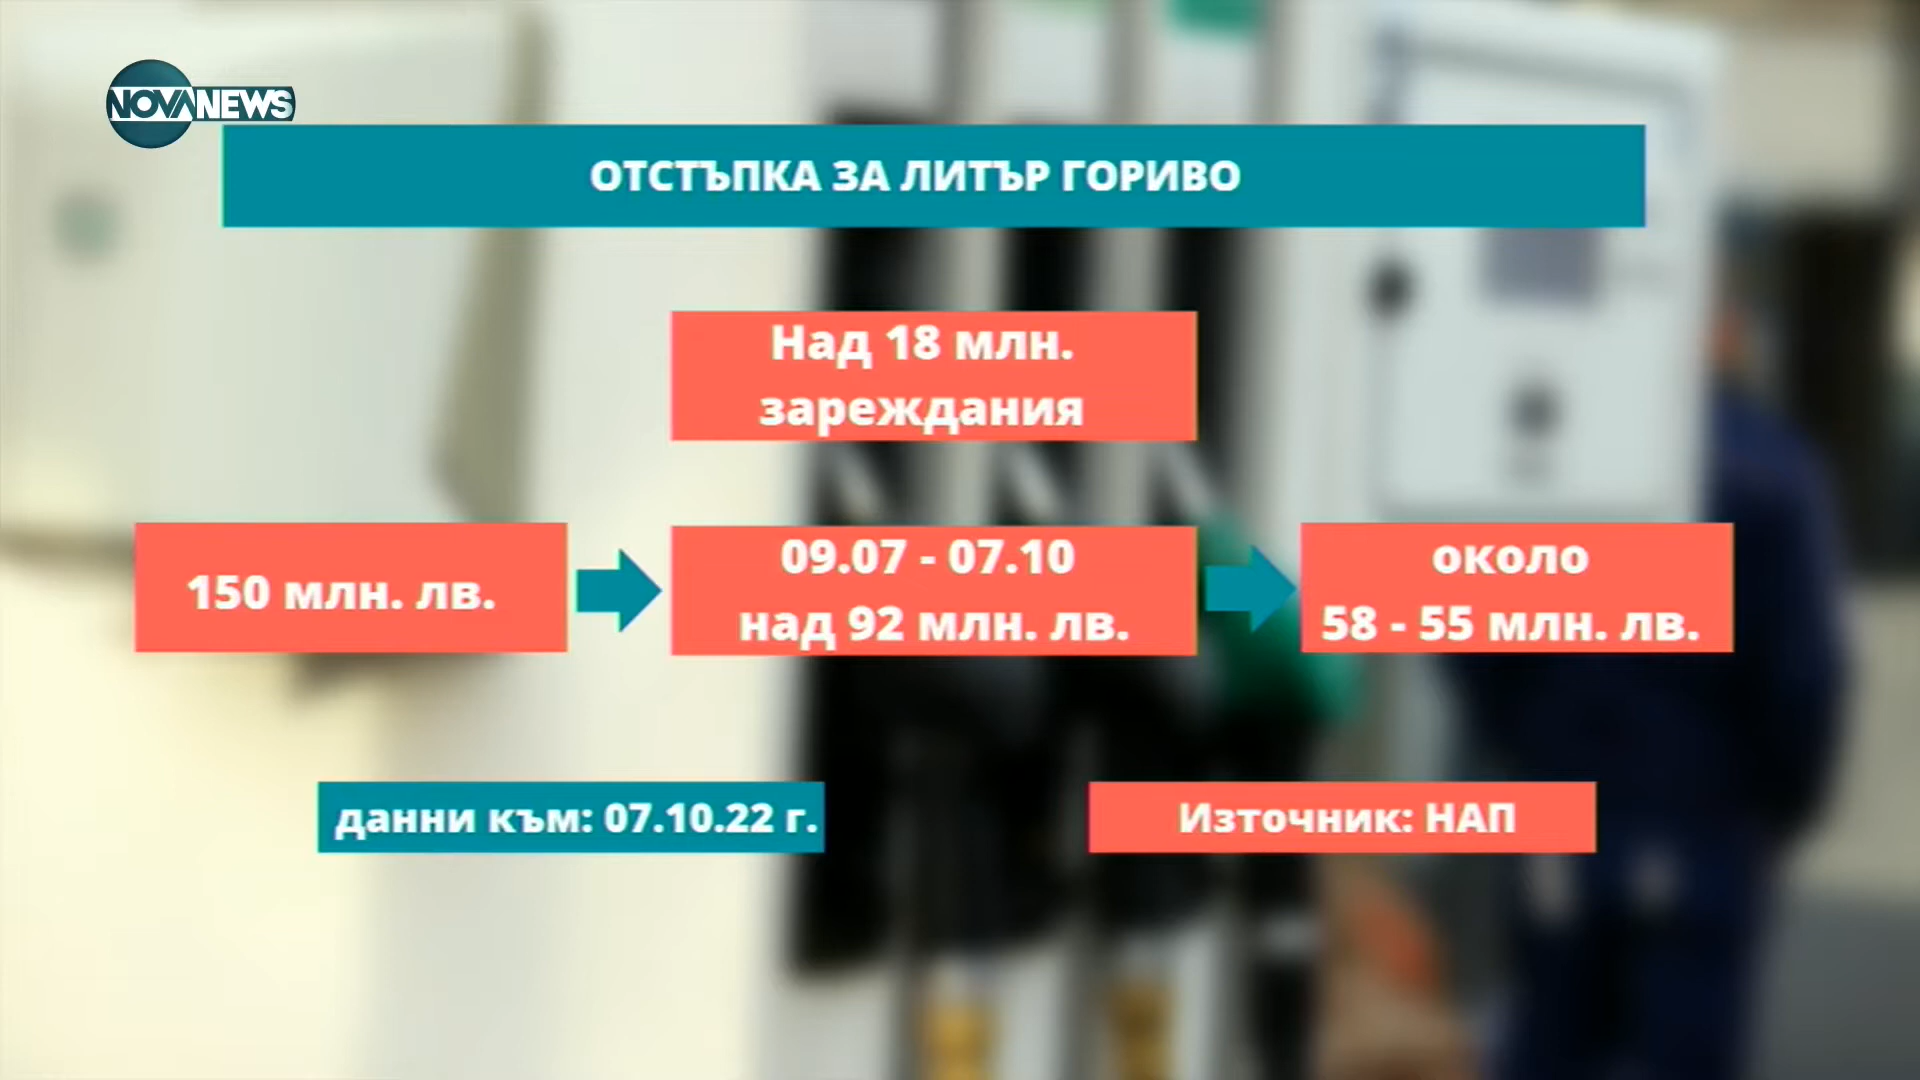 NOVANEWS
ОТСТЪПКА ЗА ЛИТЪР ГОРИВО
Над 18 млн.
зареждания
150 млн. лв.
09.07 - 07.10
над 92 млн. лв.
около
58 - 55 млн. лв.
данни към: 07.10.22 г.
Източник: НАП